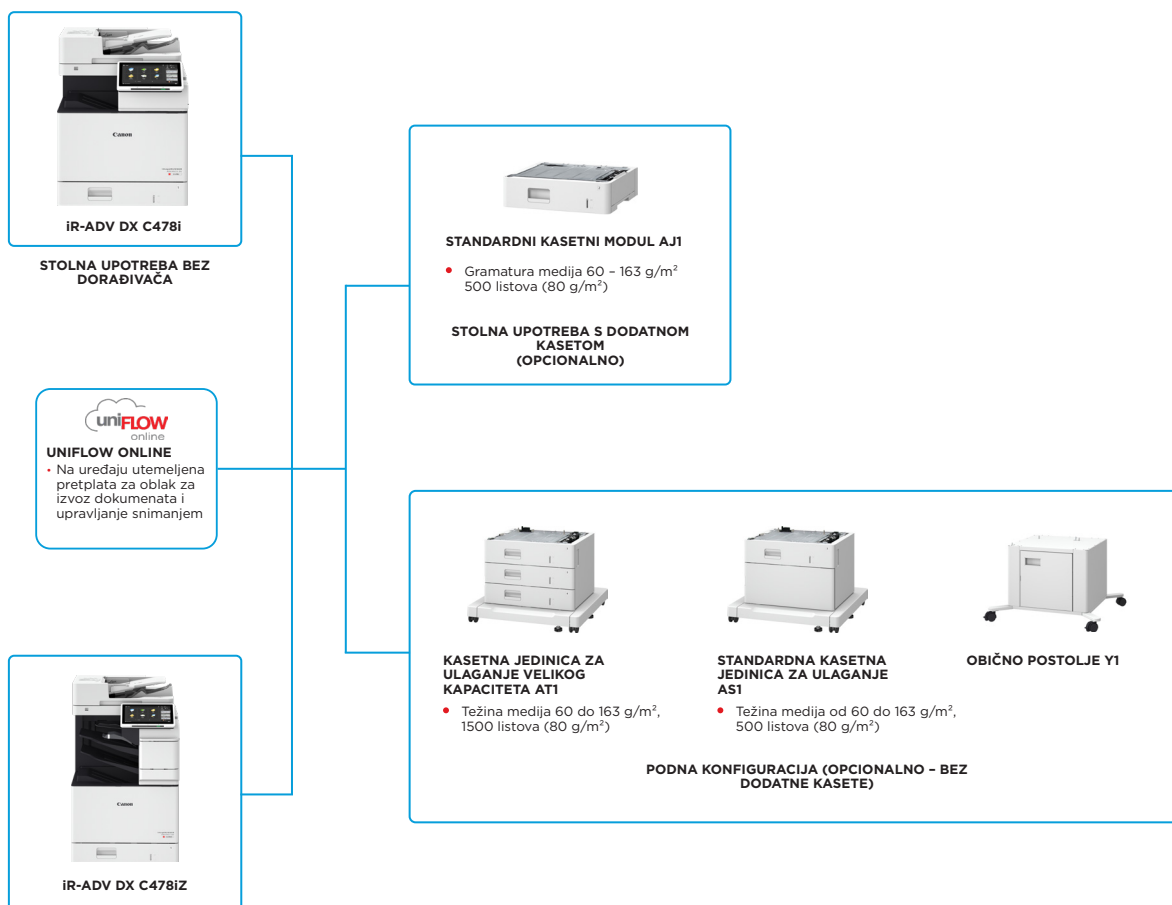 Canon
iR-ADV DX C478i
STOLNA UPOTREBA BEZ
DORAĐIVAČA
STANDARDNI KASETNI MODUL AJ1
• Gramatura medija 60 – 163 g/m²
500 listova (80 g/m²)
STOLNA UPOTREBA S DODATNOM
KASETOM
(OPCIONALNO)
uniFLOW
online
UNIFLOW ONLINE
• Na uređaju utemeljena
pretplata za oblak za
izvoz dokumenata i
upravljanje snimanjem
KASETNA JEDINICA ZA
ULAGANJE VELIKOG
KAPACITETA AT1
• Težina medija 60 do 163 g/m²,
1500 listova (80 g/m²)
STANDARDNA KASETNA
JEDINICA ZA ULAGANJE
AS1
• Težina medija od 60 do 163 g/m²,
500 listova (80 g/m²)
OBIČNO POSTOLJE Y1
PODNA KONFIGURACIJA (OPCIONALNO – BEZ
DODATNE KASETE)
Canon
iR-ADV DX C478iZ